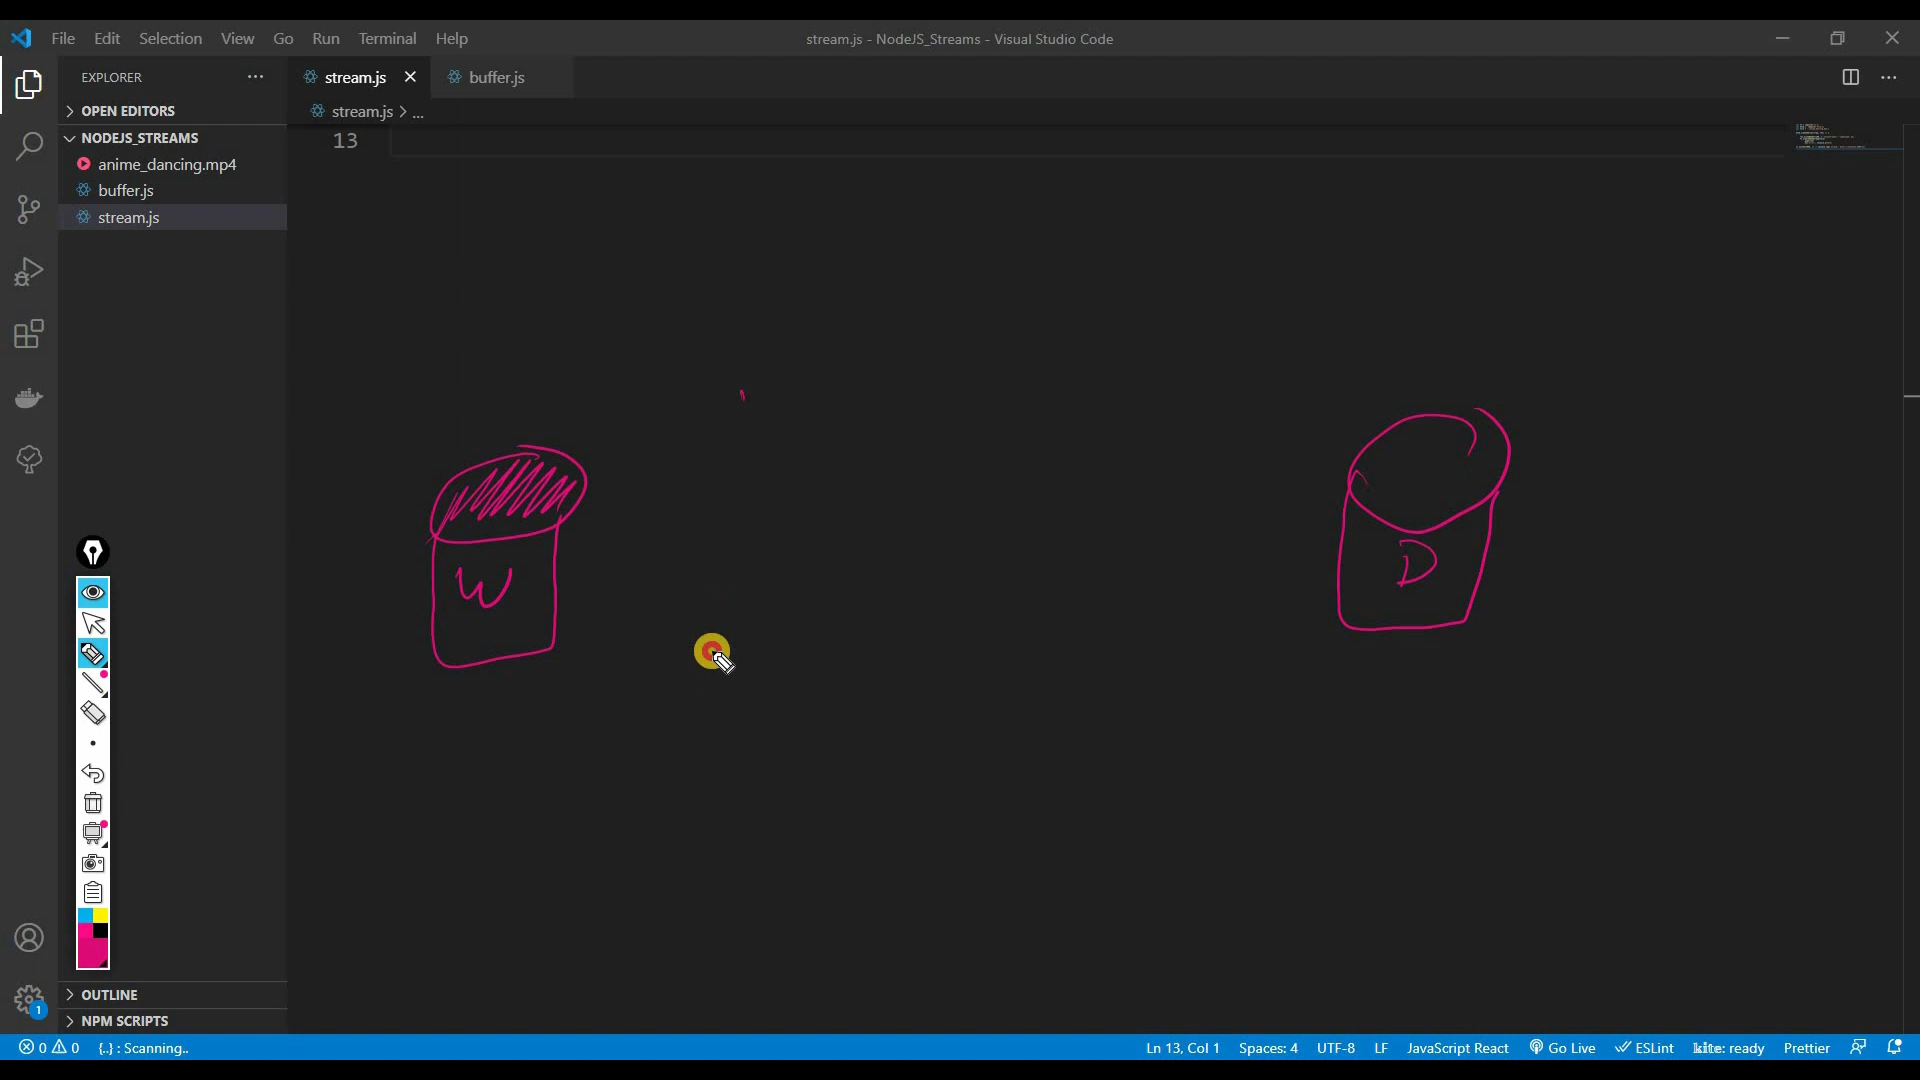 File Edit Selection View Go Run Terminal Help
stream.js - NodeJS_Streams - Visual Studio Code
EXPLORER
OPEN EDITORS
NODEJS_STREAMS
anime_dancing.mp4
buffer.js
stream.js
stream.js buffer.js
stream.js > ...
13
W
D
OUTLINE
NPM SCRIPTS
1
0 0 {..} : Scanning..
Ln 13, Col 1 Spaces: 4 UTF-8 LF JavaScript React Go Live ESLint kite: ready Prettier